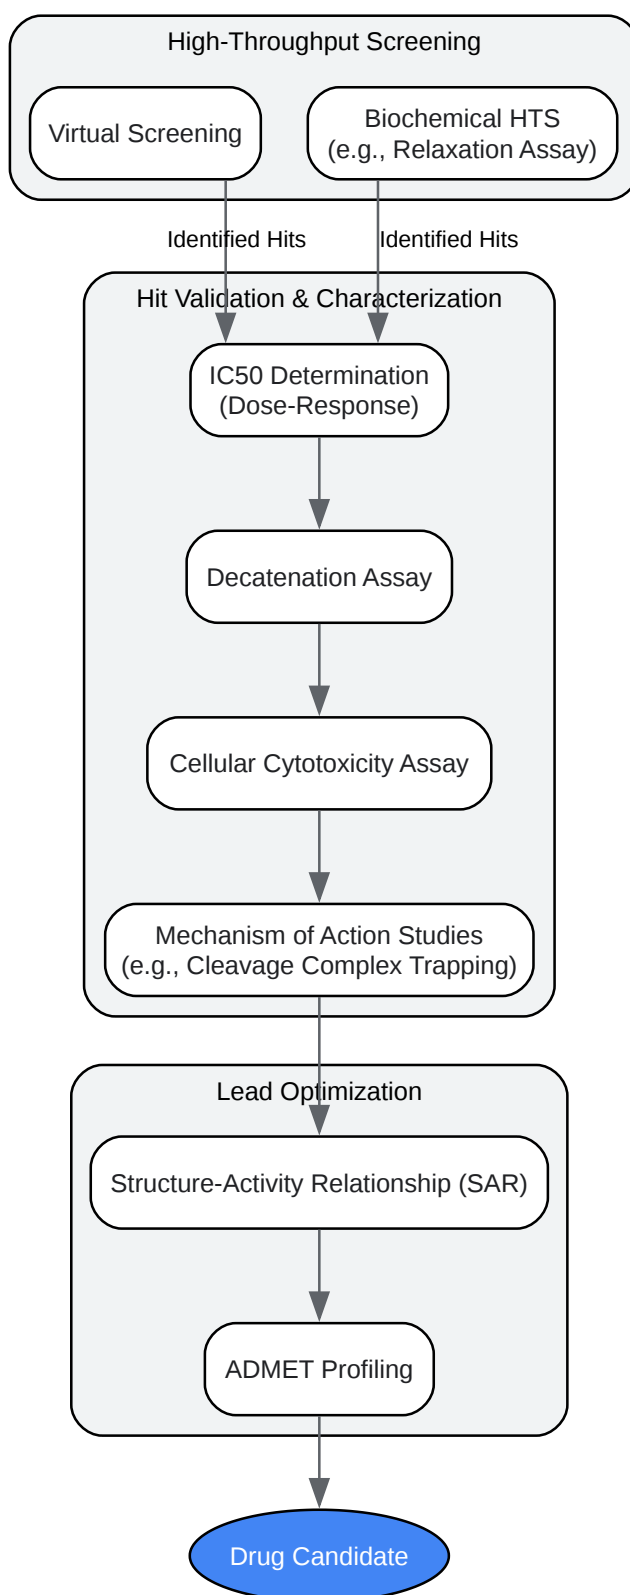 High-Throughput Screening
Virtual Screening
Biochemical HTS
(e.g., Relaxation Assay)
Identified Hits
Identified Hits
Hit Validation & Characterization
IC50 Determination
(Dose-Response)
Decatenation Assay
Cellular Cytotoxicity Assay
Mechanism of Action Studies
(e.g., Cleavage Complex Trapping)
Lead Optimization
Structure-Activity Relationship (SAR)
ADMET Profiling
Drug Candidate